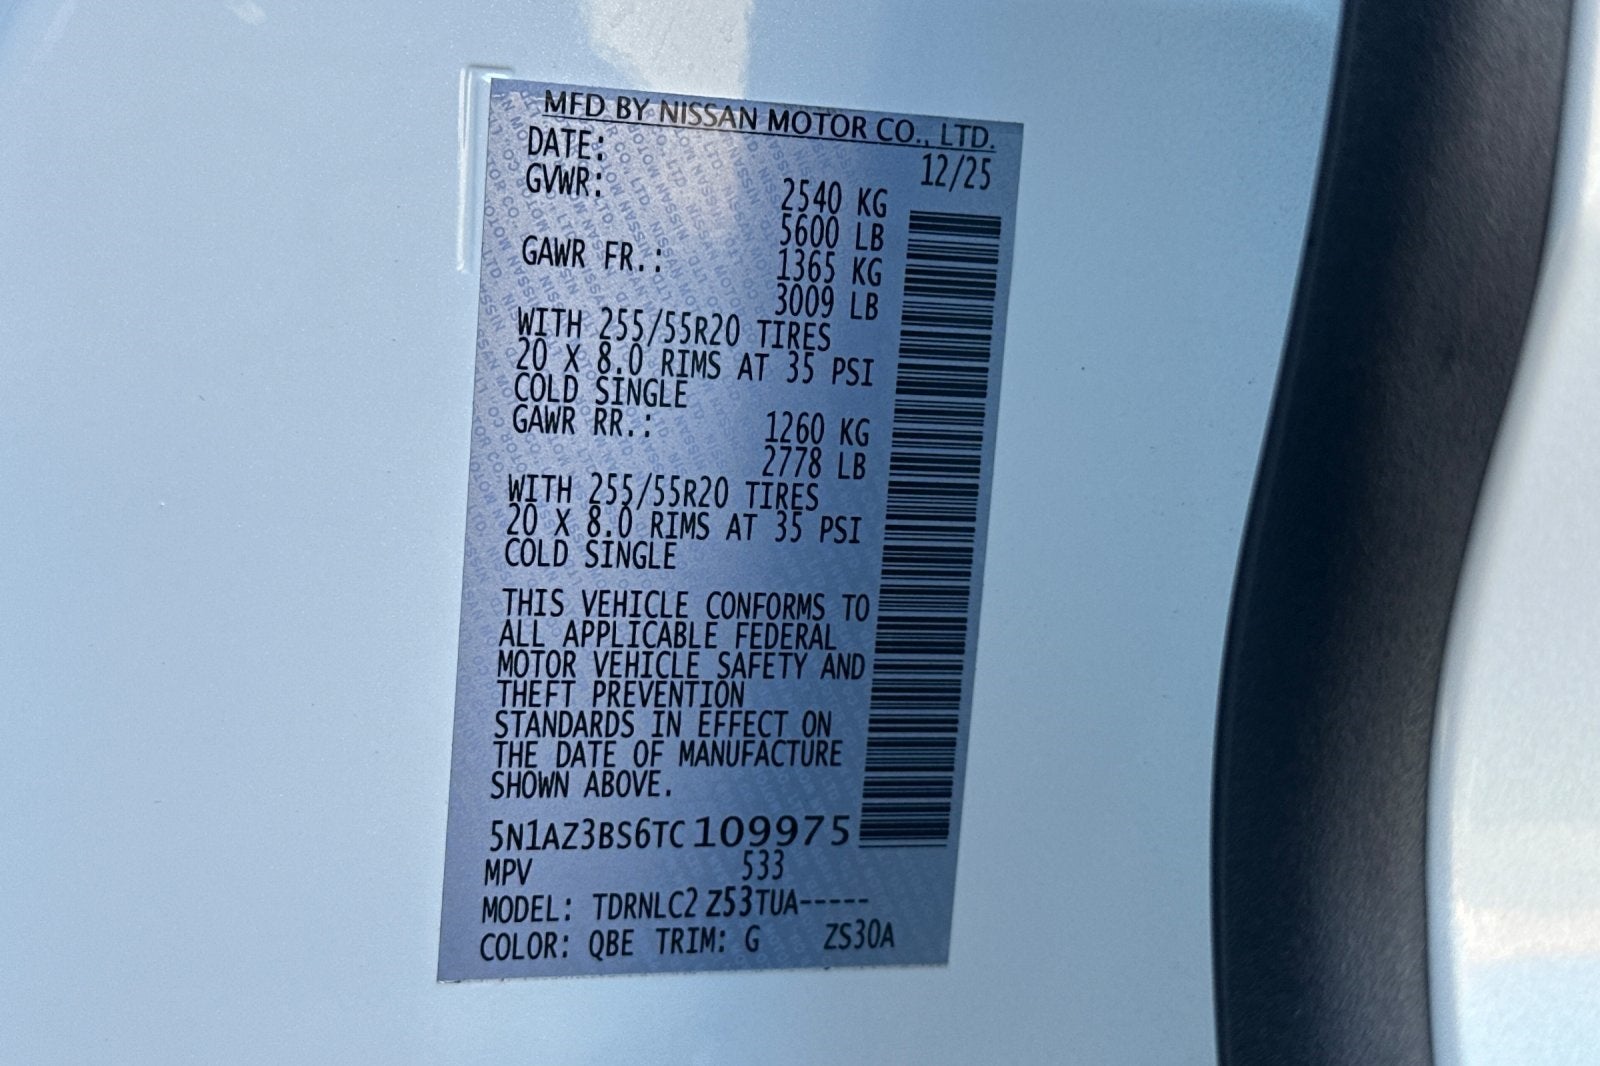 MFD BY NISSAN MOTOR CO., LTD.
DATE: 12/25
GVWR: 2540 KG
5600 LB
GAWR FR.: 1365 KG
3009 LB
WITH 255/55R20 TIRES
20 X 8.0 RIMS AT 35 PSI
COLD SINGLE
GAWR RR.: 1260 KG
2778 LB
WITH 255/55R20 TIRES
20 X 8.0 RIMS AT 35 PSI
COLD SINGLE
THIS VEHICLE CONFORMS TO
ALL APPLICABLE FEDERAL
MOTOR VEHICLE SAFETY AND
THEFT PREVENTION
STANDARDS IN EFFECT ON
THE DATE OF MANUFACTURE
SHOWN ABOVE.
5N1AZ3BS6TC109975
MPV 533
MODEL: TDRNLC2 Z53TUA-----
COLOR: QBE TRIM: G ZS30A